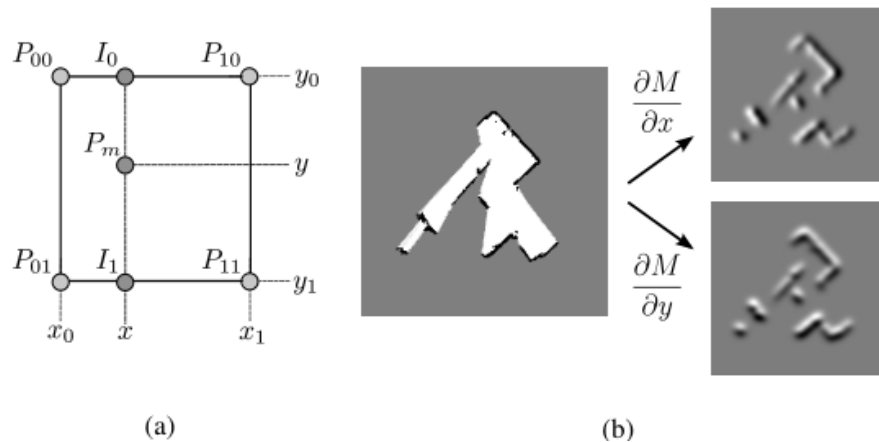 P00 I0 P10
y0
Pm
y
P01 I1 P11
y1
x0 x x1
(a)
∂M
∂x
∂M
∂y
(b)